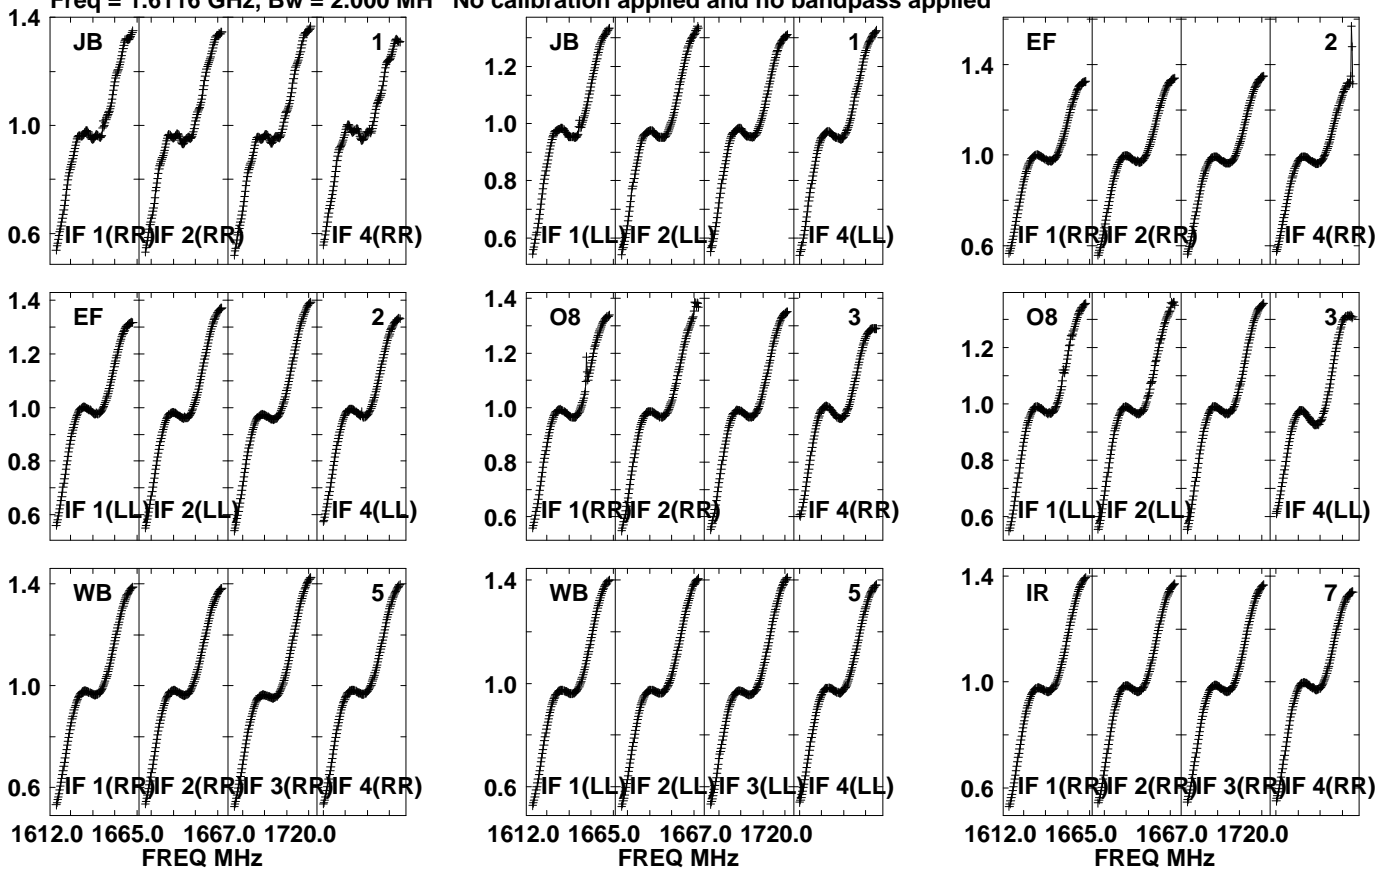 Freq = 1.6116 GHz, Bw = 2.000 MH No calibration applied and no bandpass applied
1.4 JB 1 JB 1 EF 2
1.2 1.4
1.0 1.0 1.0
0.8
0.6 IF 1(RR) IF 2(RR) IF 4(RR) 0.6 IF 1(LL) IF 2(LL) IF 4(LL) 0.6 IF 1(RR) IF 2(RR) IF 4(RR)
1.4 EF 2 1.4 O8 3 O8 3
1.2 1.2 1.2
1.0 1.0 1.0
0.8 0.8 0.8
0.6 IF 1(LL) IF 2(LL) IF 4(LL) 0.6 IF 1(RR) IF 2(RR) IF 4(RR) 0.6 IF 1(LL) IF 2(LL) IF 4(LL)
1.4 WB 5 1.4 WB 5 1.4 IR 7
1.0 1.0 1.0
0.6 IF 1(RR) IF 2(RR) IF 3(RR) IF 4(RR) 0.6 IF 1(LL) IF 2(LL) IF 3(LL) IF 4(LL) 0.6 IF 1(RR) IF 2(RR) IF 3(RR) IF 4(RR)
1612.0 1665.0 1667.0 1720.0 1612.0 1665.0 1667.0 1720.0
FREQ MHz FREQ MHz